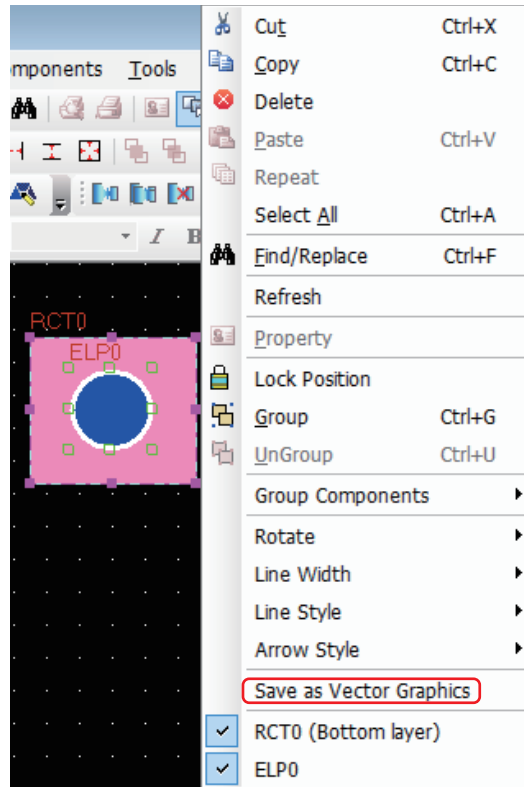 mponents Tools
I B
RCT0
ELP0
Cut Ctrl+X
Copy Ctrl+C
Delete
Paste Ctrl+V
Repeat
Select All Ctrl+A
Find/Replace Ctrl+F
Refresh
Property
Lock Position
Group Ctrl+G
UnGroup Ctrl+U
Group Components
Rotate
Line Width
Line Style
Arrow Style
Save as Vector Graphics
RCT0 (Bottom layer)
ELP0